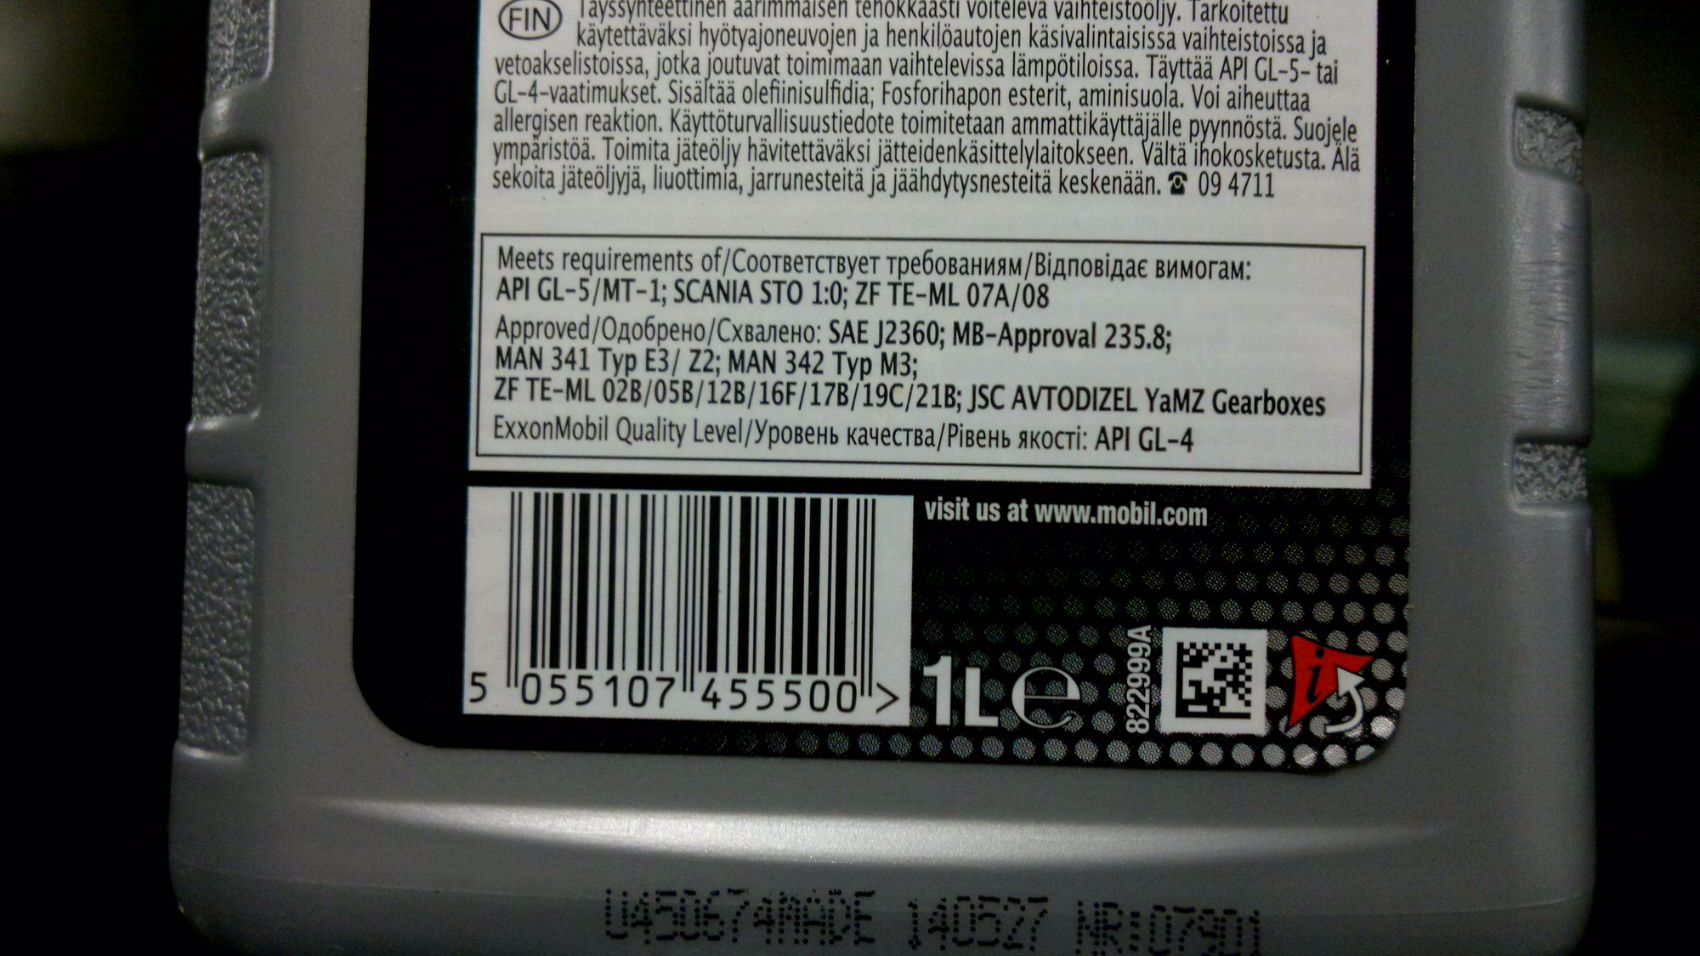 FIN Täyssynteettinen äärimmäisen tehokkaasti voiteleva vaihteistoöljy. Tarkoitettu
käytettäväksi hyötyajoneuvojen ja henkilöautojen käsivalintaisissa vaihteistoissa ja
vetoakselistoissa, jotka joutuvat toimimaan vaihtelevissa lämpötiloissa. Täyttää API GL-5- tai
GL-4-vaatimukset. Sisältää olefiinisulfidia; Fosforihapon esterit, aminisuola. Voi aiheuttaa
allergisen reaktion. Käyttöturvallisuustiedote toimitetaan ammattikäyttäjälle pyynnöstä. Suojele
ympäristöä. Toimita jäteöljy hävitettäväksi jätteidenkäsittelylaitokseen. Vältä ihokosketusta. Älä
sekoita jäteöljyjä, liuottimia, jarrunesteitä ja jäähdytysnesteitä keskenään. ☎ 09 4711
Meets requirements of/Соответствует требованиям/Відповідає вимогам:
API GL-5/MT-1; SCANIA STO 1:0; ZF TE-ML 07A/08
Approved/Одобрено/Схвалено: SAE J2360; MB-Approval 235.8;
MAN 341 Typ E3/ Z2; MAN 342 Typ M3;
ZF TE-ML 02B/05B/12B/16F/17B/19C/21B; JSC AVTODIZEL YaMZ Gearboxes
ExxonMobil Quality Level/Уровень качества/Рівень якості: API GL-4
visit us at www.mobil.com
5 055107 455500 >
1L e
822999A
i
U450674MADE 140527 NR:07901